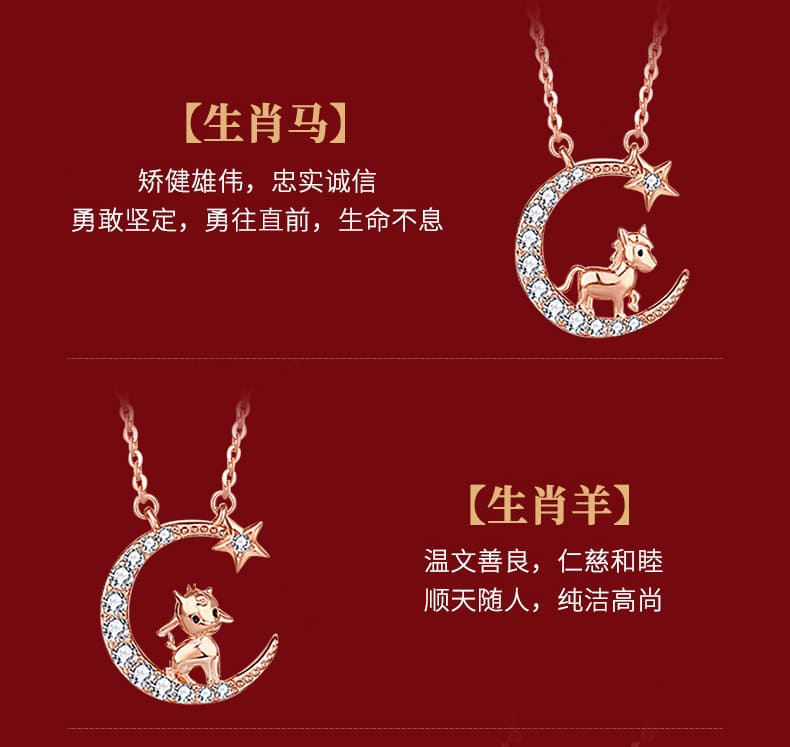 【生肖马】
矫健雄伟，忠实诚信
勇敢坚定，勇往直前，生命不息
【生肖羊】
温文善良，仁慈和睦
顺天随人，纯洁高尚